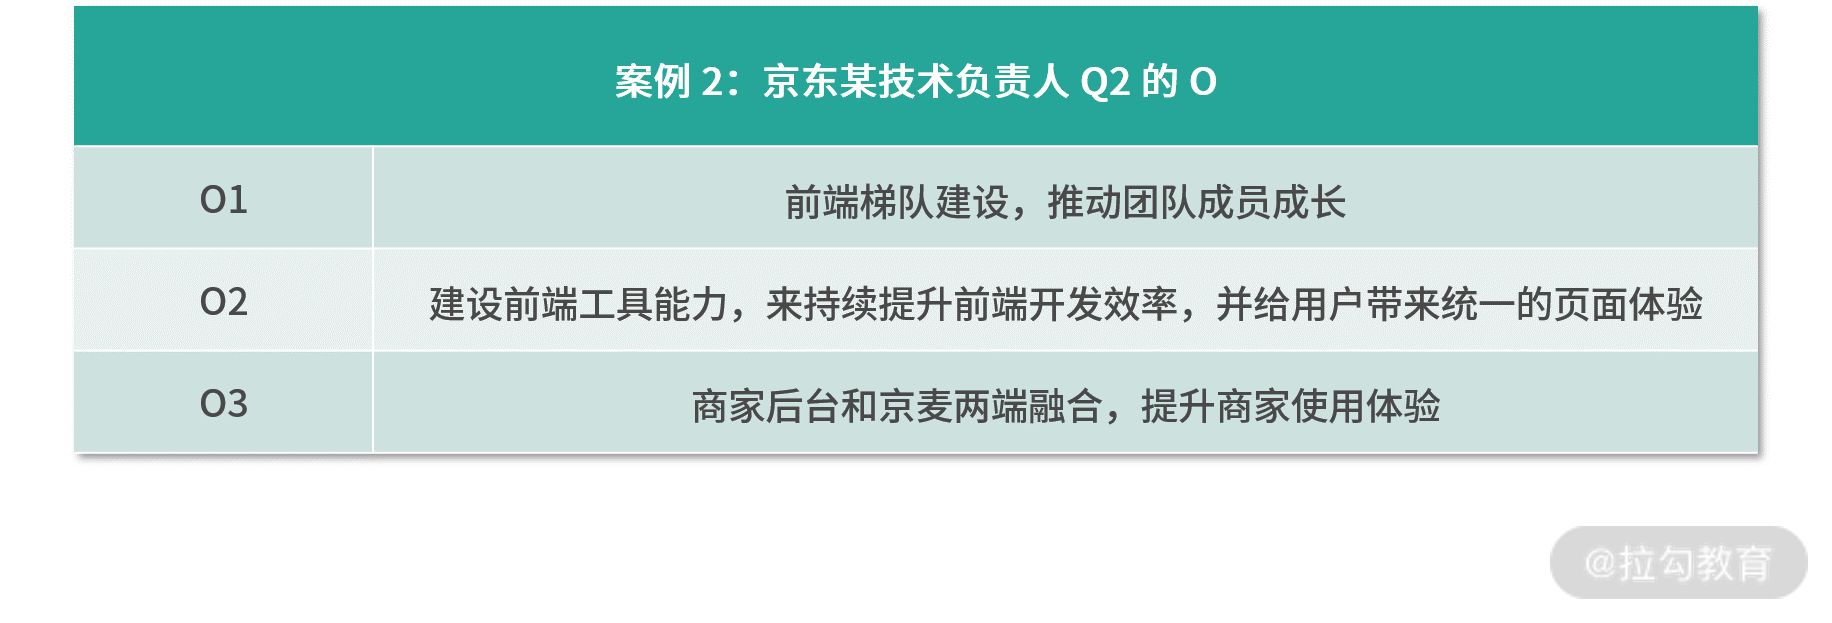 案例 2：京东某技术负责人 Q2 的 O
O1
前端梯队建设，推动团队成员成长
O2
建设前端工具能力，来持续提升前端开发效率，并给用户带来统一的页面体验
O3
商家后台和京麦两端融合，提升商家使用体验
@拉勾教育